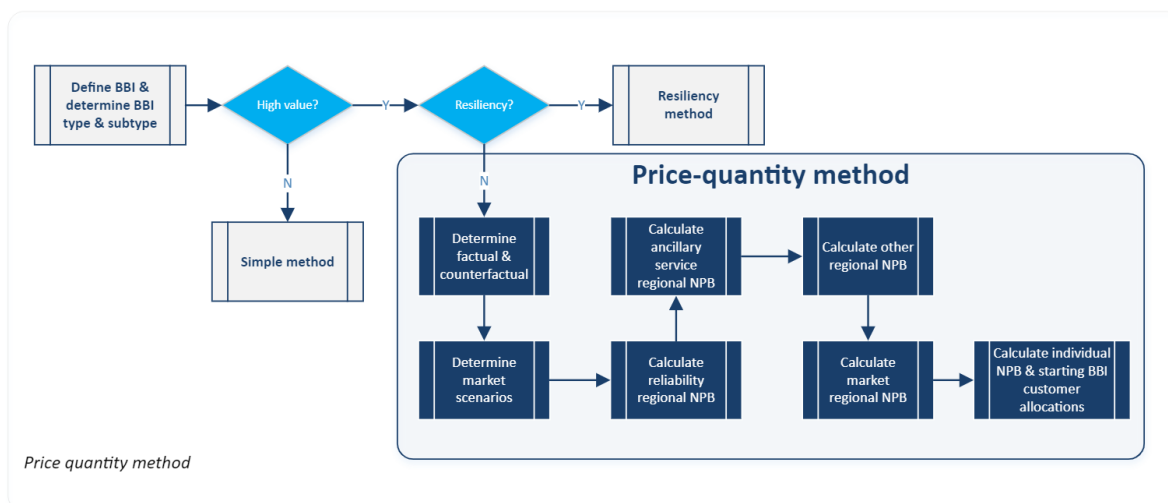 Define BBI &
determine BBI
type & subtype
High value?
Y
Resiliency?
Y
Resiliency
method
N
Simple method
N
Price-quantity method
Determine
factual &
counterfactual
Calculate
ancillary
service
regional NPB
Calculate other
regional NPB
Determine
market
scenarios
Calculate
reliability
regional NPB
Calculate
market
regional NPB
Calculate individual
NPB & starting BBI
customer
allocations
Price quantity method